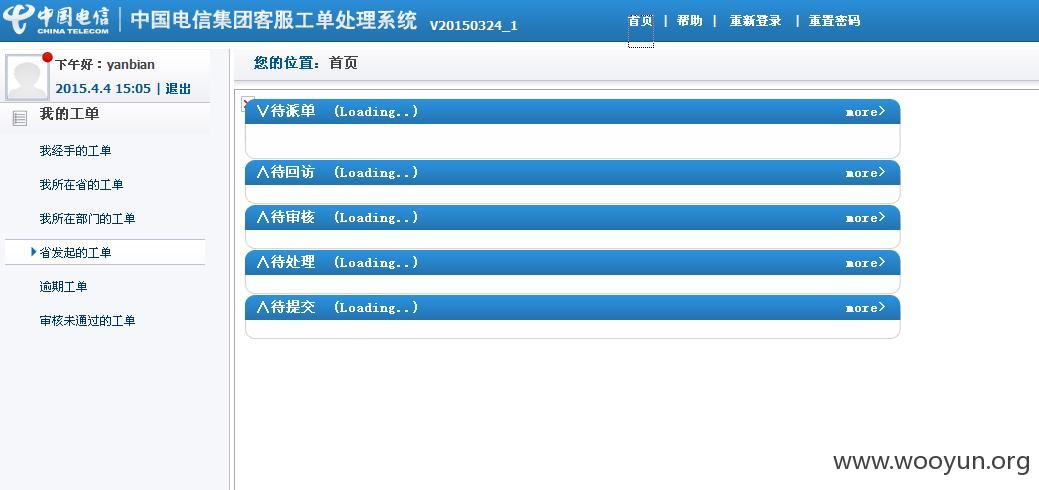 中国电信 CHINA TELECOM 中国电信集团客服工单处理系统 V20150324_1 首页 | 帮助 | 重新登录 | 重置密码
下午好：yanbian
2015.4.4 15:05 | 退出
您的位置：首页
我的工单
我经手的工单
我所在省的工单
我所在部门的工单
省发起的工单
逾期工单
审核未通过的工单
∨待派单 (Loading..) more>
∧待回访 (Loading..) more>
∧待审核 (Loading..) more>
∧待处理 (Loading..) more>
∧待提交 (Loading..) more>
www.wooyun.org